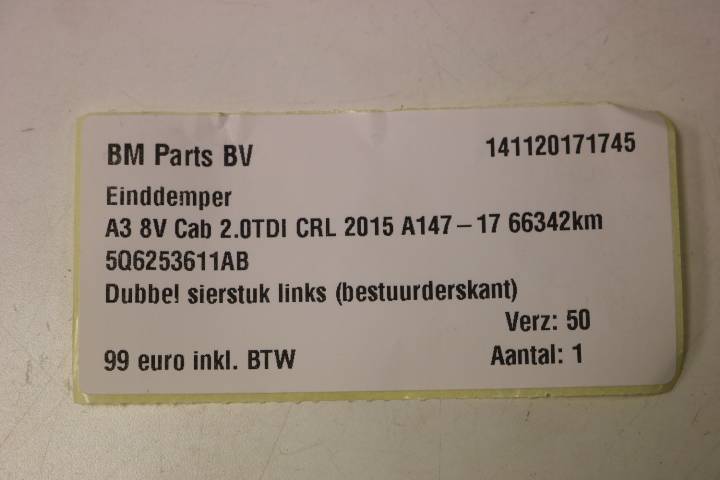 BM Parts BV 141120171745
Einddemper
A3 8V Cab 2.0TDI CRL 2015 A147-17 66342km
5Q6253611AB
Dubbel sierstuk links (bestuurderskant)
Verz: 50
99 euro inkl. BTW Aantal: 1